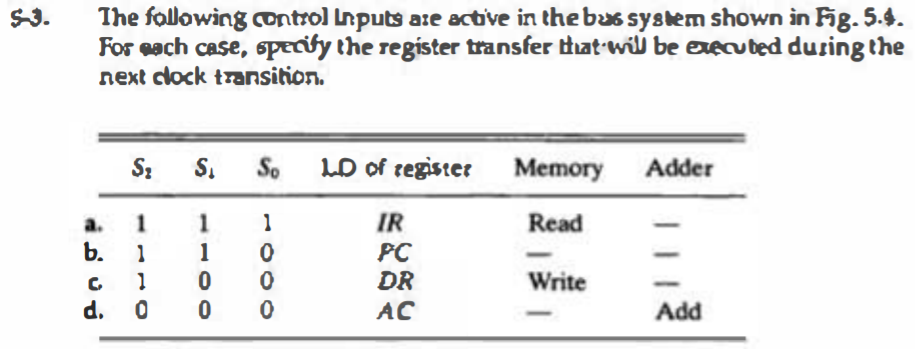 5-3. The following control inputs are active in the bus system shown in Fig. 5.4.
For each case, specify the register transfer that will be executed during the
next clock transition.
S₂ S₁ S₀ LD of register Memory Adder
a. 1 1 1 IR Read —
b. 1 1 0 PC — —
c. 1 0 0 DR Write —
d. 0 0 0 AC — Add